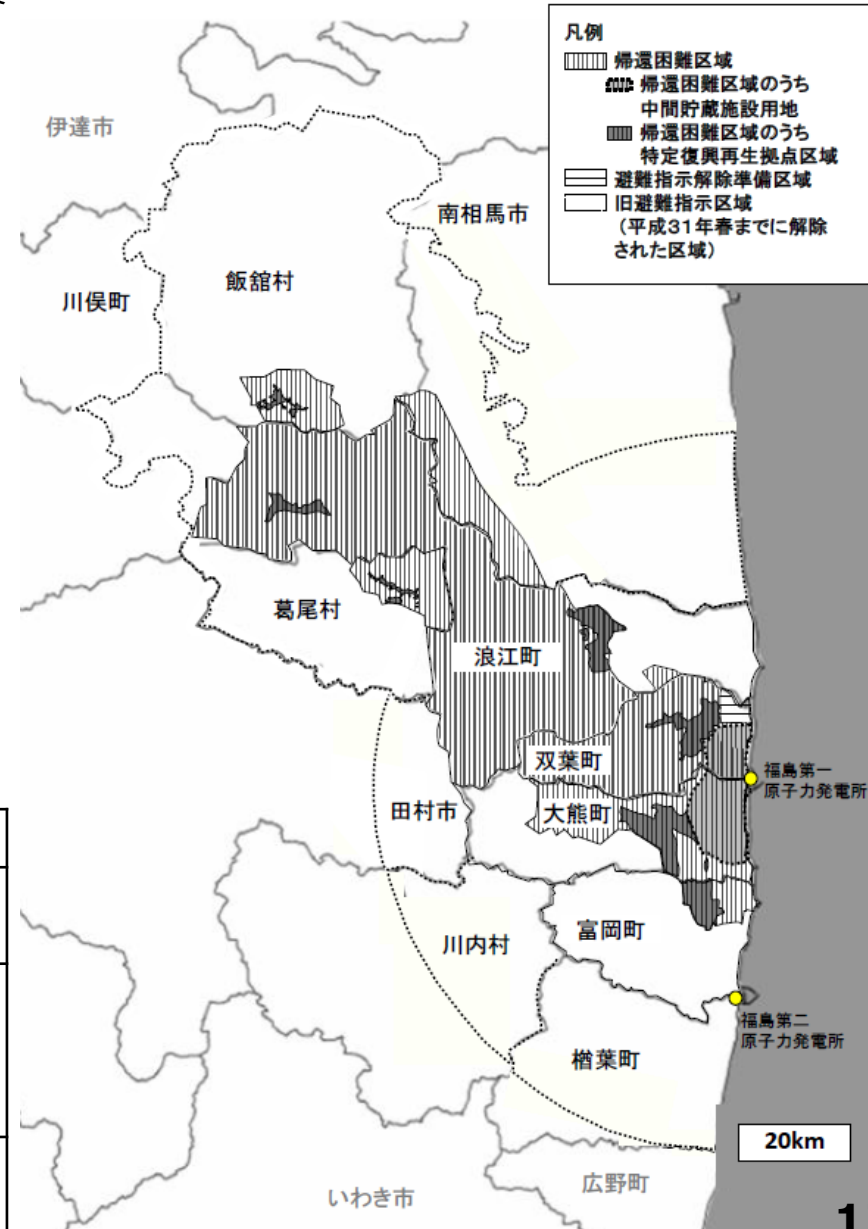 凡例
帰還困難区域
帰還困難区域のうち
中間貯蔵施設用地
帰還困難区域のうち
特定復興再生拠点区域
避難指示解除準備区域
旧避難指示区域
（平成31年春までに解除
された区域）
伊達市
南相馬市
飯舘村
川俣町
葛尾村
浪江町
双葉町
福島第一
原子力発電所
田村市
大熊町
川内村
富岡町
福島第二
原子力発電所
楢葉町
20km
広野町
いわき市
1